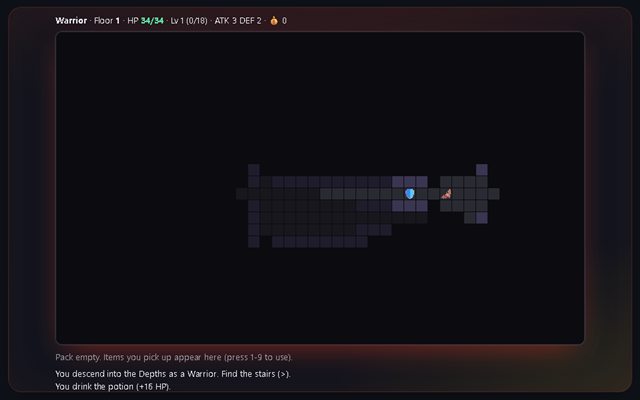 Warrior · Floor 1 · HP 34/34 · Lv 1 (0/18) · ATK 3 DEF 2 · 💰 0
Pack empty. Items you pick up appear here (press 1-9 to use).
You descend into the Depths as a Warrior. Find the stairs (>).
You drink the potion (+16 HP).